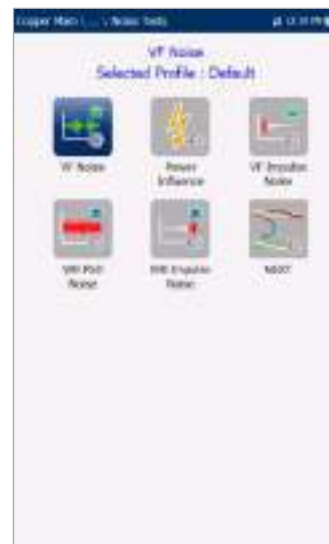 Copper Main \ ... \ Noise Tests
VF Noise
Selected Profile : Default
VF Noise
Power
Influence
VF Impulse
Noise
WB PSD
Noise
WB Impulse
Noise
NEXT